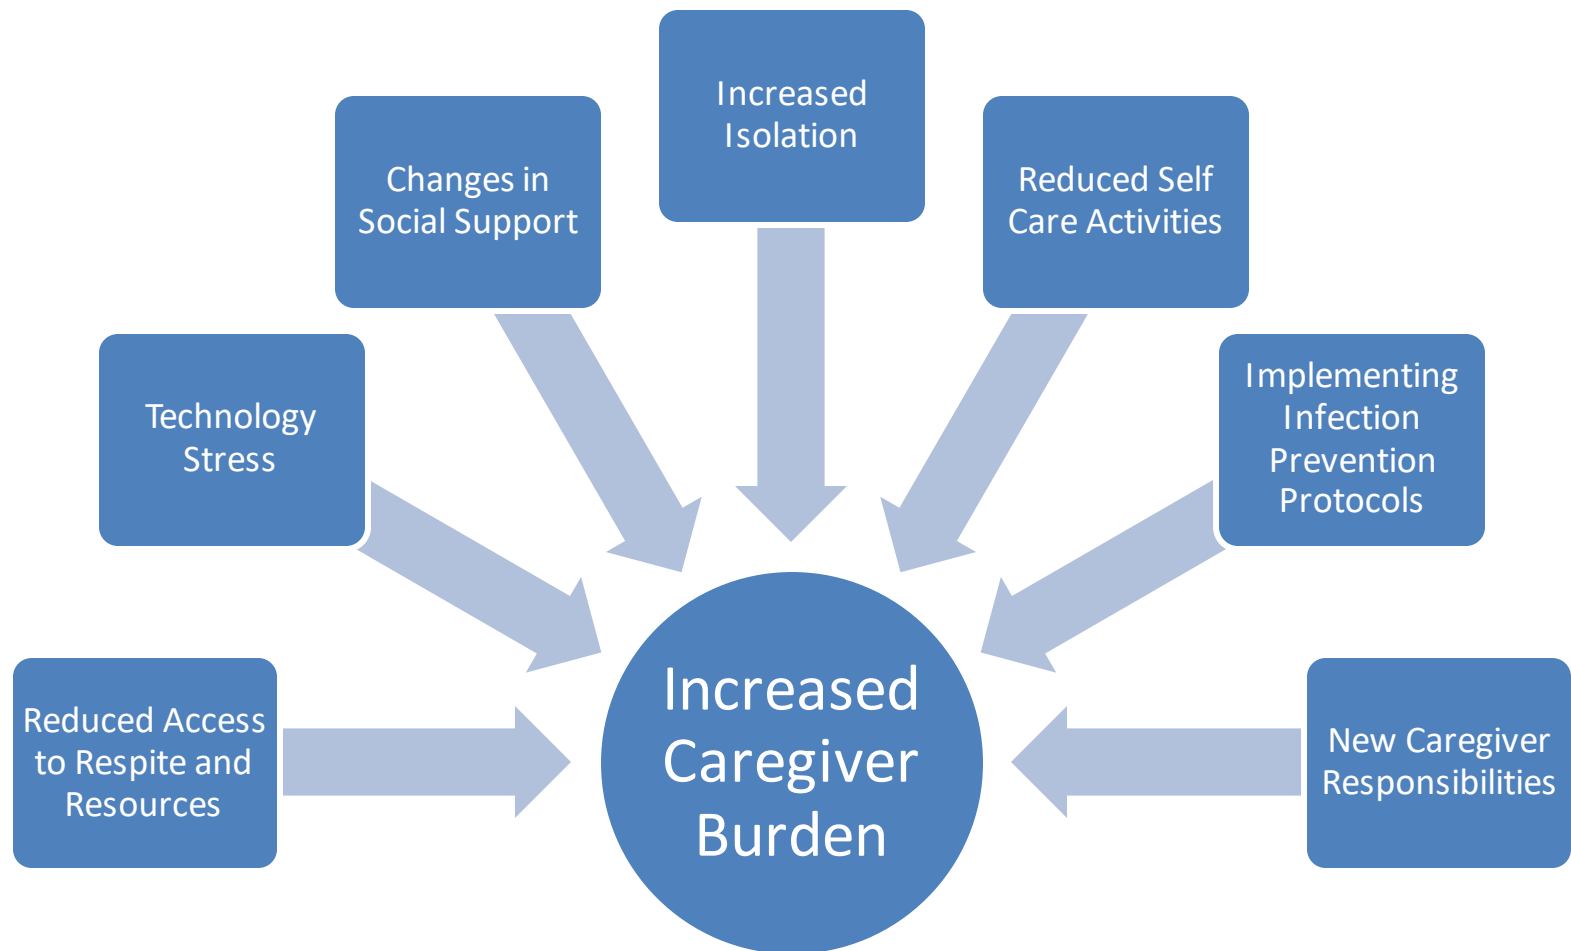 Increased
Isolation
Changes in
Social Support
Reduced Self
Care Activities
Technology
Stress
Implementing
Infection
Prevention
Protocols
Reduced Access
to Respite and
Resources
Increased
Caregiver
Burden
New Caregiver
Responsibilities